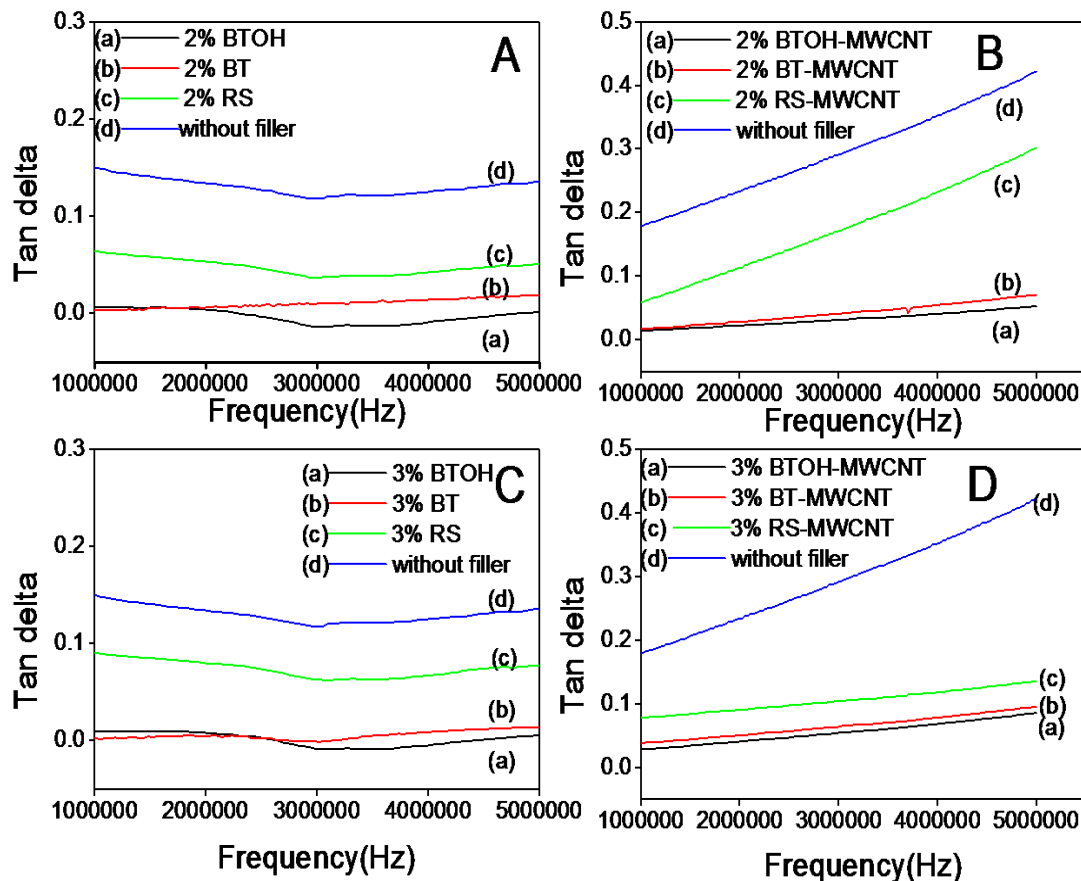 A
(a) 2% BTOH
(b) 2% BT
(c) 2% RS
(d) without filler
0.3
0.2
0.1
0.0
Tan delta
(d)
(c)
(b)
(a)
1000000 2000000 3000000 4000000 5000000
Frequency(Hz)
B
(a) 2% BTOH-MWCNT
(b) 2% BT-MWCNT
(c) 2% RS-MWCNT
(d) without filler
0.5
0.4
0.3
0.2
0.1
0.0
Tan delta
(d)
(c)
(b)
(a)
1000000 2000000 3000000 4000000 5000000
Frequency(Hz)
C
(a) 3% BTOH
(b) 3% BT
(c) 3% RS
(d) without filler
0.3
0.2
0.1
0.0
Tan delta
(d)
(c)
(b)
(a)
1000000 2000000 3000000 4000000 5000000
Frequency(Hz)
D
(a) 3% BTOH-MWCNT
(b) 3% BT-MWCNT
(c) 3% RS-MWCNT
(d) without filler
0.5
0.4
0.3
0.2
0.1
0.0
Tan delta
(d)
(c)
(b)
(a)
1000000 2000000 3000000 4000000 5000000
Frequency(Hz)